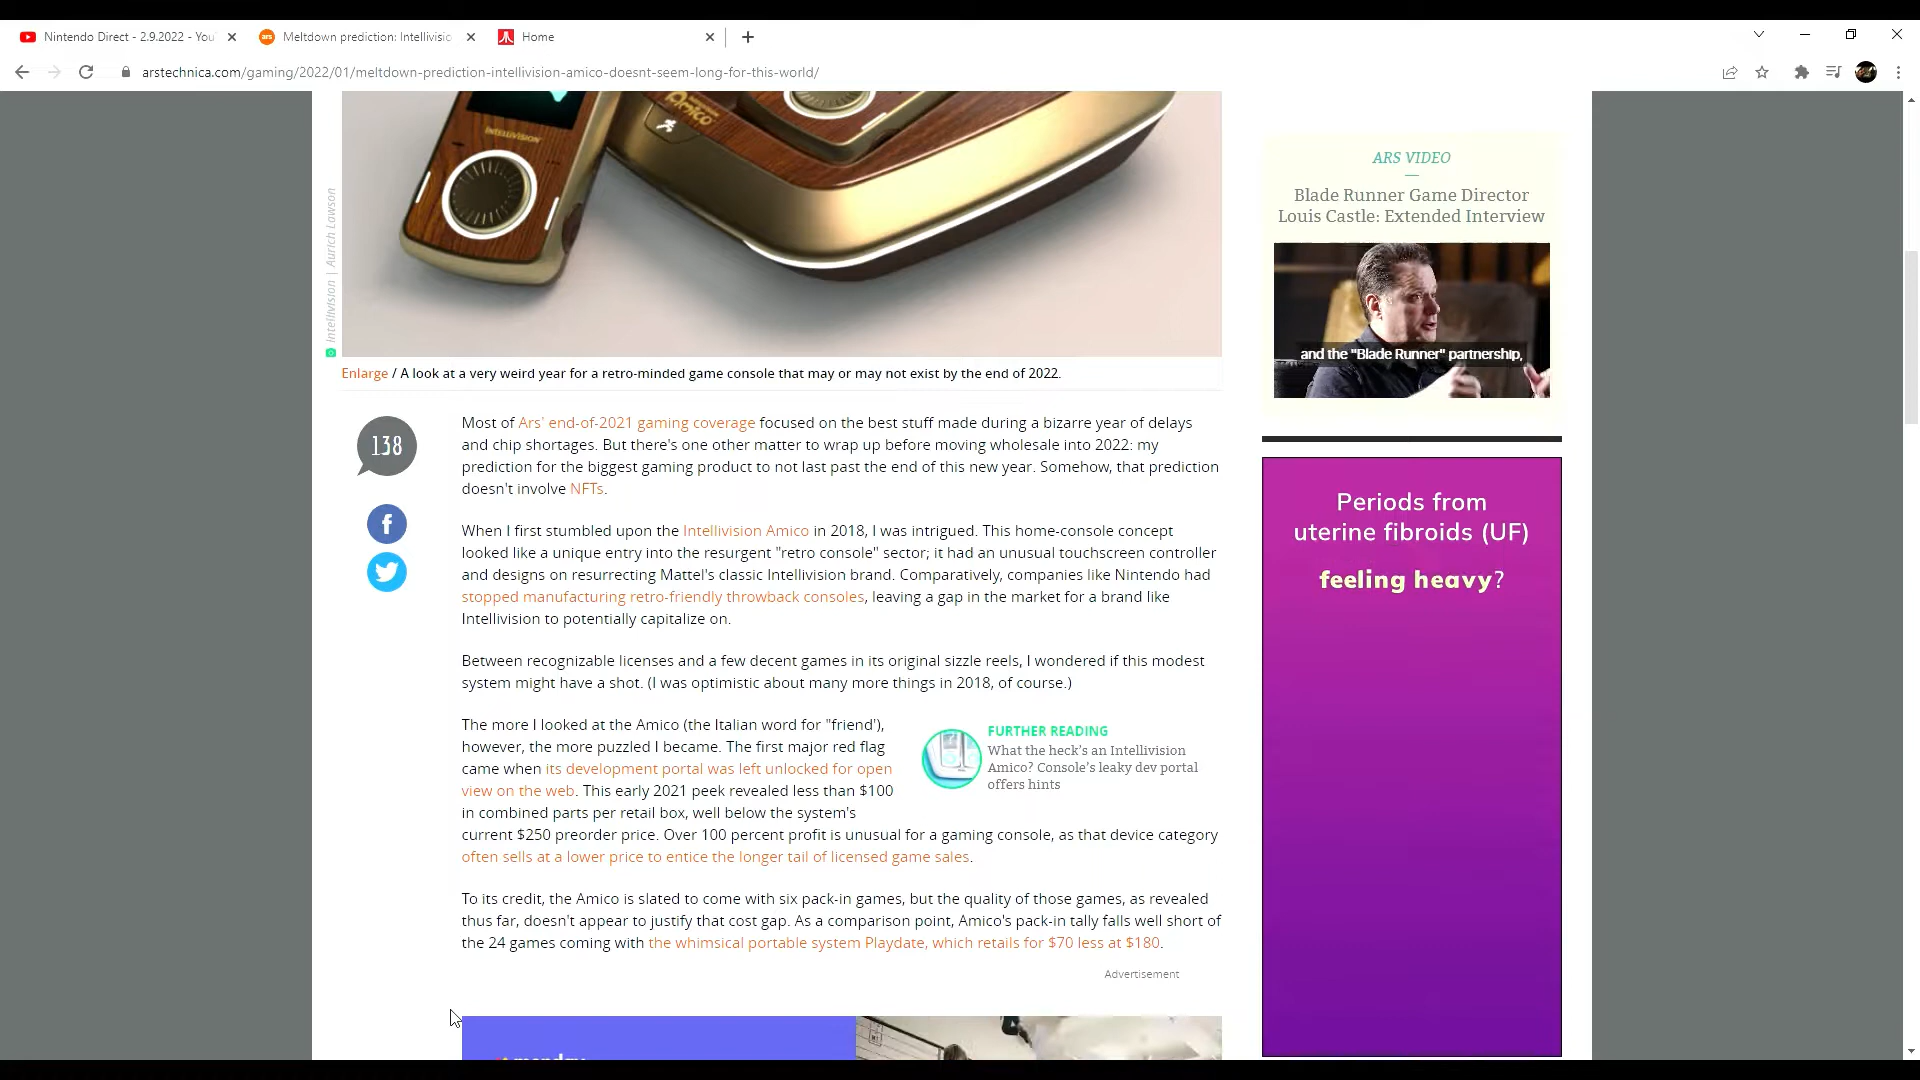 Nintendo Direct - 2.9.2022 - You
ars
Meltdown prediction: Intellivisio
Home
arstechnica.com/gaming/2022/01/meltdown-prediction-intellivision-amico-doesnt-seem-long-for-this-world/
Amico
INTELLIVISION
Intellivision | Aurich Lawson
Enlarge / A look at a very weird year for a retro-minded game console that may or may not exist by the end of 2022.
138
Most of Ars' end-of-2021 gaming coverage focused on the best stuff made during a bizarre year of delays
and chip shortages. But there's one other matter to wrap up before moving wholesale into 2022: my
prediction for the biggest gaming product to not last past the end of this new year. Somehow, that prediction
doesn't involve NFTs.
When I first stumbled upon the Intellivision Amico in 2018, I was intrigued. This home-console concept
looked like a unique entry into the resurgent "retro console" sector; it had an unusual touchscreen controller
and designs on resurrecting Mattel's classic Intellivision brand. Comparatively, companies like Nintendo had
stopped manufacturing retro-friendly throwback consoles, leaving a gap in the market for a brand like
Intellivision to potentially capitalize on.
Between recognizable licenses and a few decent games in its original sizzle reels, I wondered if this modest
system might have a shot. (I was optimistic about many more things in 2018, of course.)
The more I looked at the Amico (the Italian word for "friend'),
however, the more puzzled I became. The first major red flag
came when its development portal was left unlocked for open
view on the web. This early 2021 peek revealed less than $100
in combined parts per retail box, well below the system's
current $250 preorder price. Over 100 percent profit is unusual for a gaming console, as that device category
often sells at a lower price to entice the longer tail of licensed game sales.
FURTHER READING
What the heck's an Intellivision
Amico? Console's leaky dev portal
offers hints
To its credit, the Amico is slated to come with six pack-in games, but the quality of those games, as revealed
thus far, doesn't appear to justify that cost gap. As a comparison point, Amico's pack-in tally falls well short of
the 24 games coming with the whimsical portable system Playdate, which retails for $70 less at $180.
Advertisement
monday
ARS VIDEO
Blade Runner Game Director
Louis Castle: Extended Interview
and the "Blade Runner" partnership,
Periods from
uterine fibroids (UF)
feeling heavy?